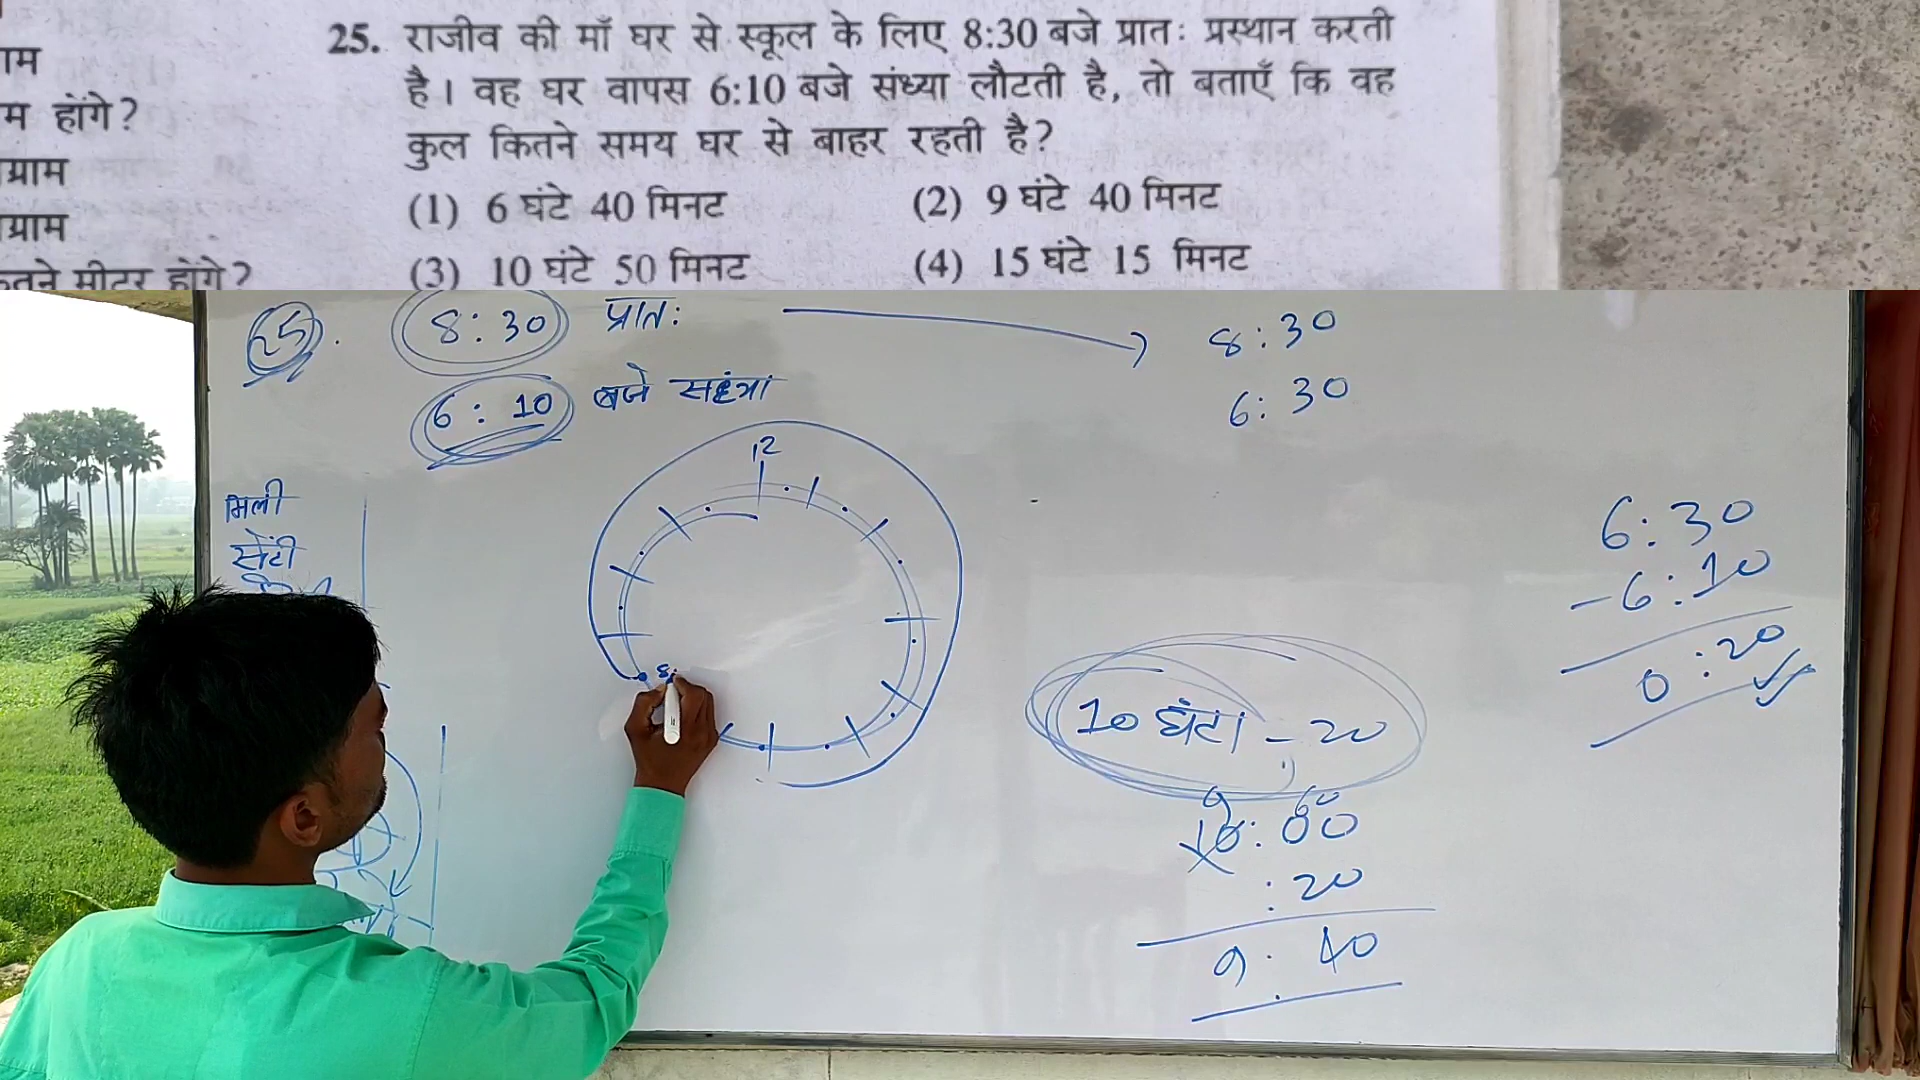 ाम
म होंगे?
ग्राम
ग्राम
कतने मीटर होंगे?
25. राजीव की माँ घर से स्कूल के लिए 8:30 बजे प्रातः प्रस्थान करती
है। वह घर वापस 6:10 बजे संध्या लौटती है, तो बताएँ कि वह
कुल कितने समय घर से बाहर रहती है?
(1) 6 घंटे 40 मिनट (2) 9 घंटे 40 मिनट
(3) 10 घंटे 50 मिनट (4) 15 घंटे 15 मिनट
25. 8:30 प्रातः
6:10 बजे
8:30
6:30
मिली
सेंटी
12
8:
10 घंटा - 20
9 60
10:00
:20
9:40
6:30
-6:10
0:20